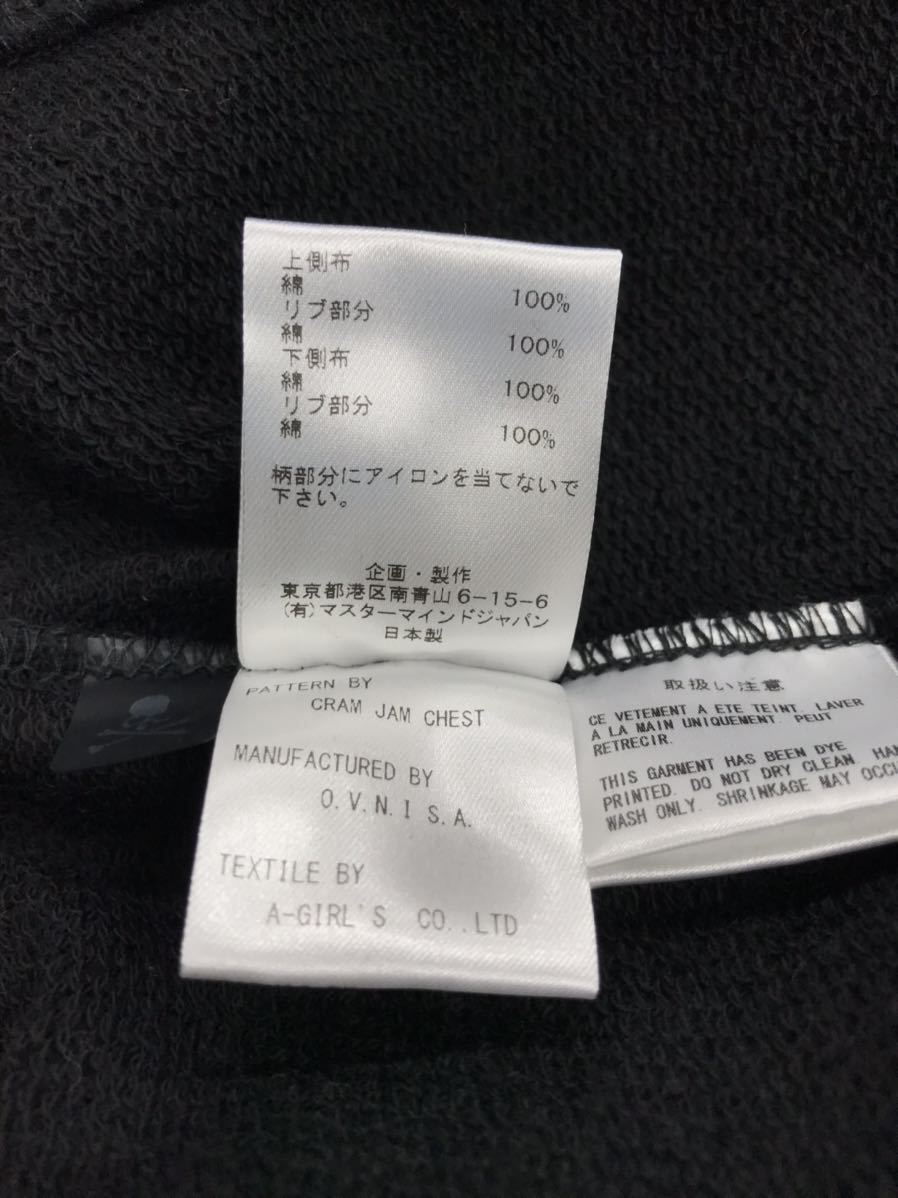 上側布
綿 100%
リブ部分
綿 100%
下側布
綿 100%
リブ部分
綿 100%
柄部分にアイロンを当てないで
下さい。
企画・製作
東京都港区南青山6-15-6
(有)マスターマインドジャパン
日本製
PATTERN BY
CRAM JAM CHEST
MANUFACTURED BY
O.V.N.I S.A.
TEXTILE BY
A-GIRL'S CO.,LTD
取扱い注意
CE VETEMENT A ETE TEINT. LAVER
A LA MAIN UNIQUEMENT. PEUT
RETRECIR.
THIS GARMENT HAS BEEN DYE
PRINTED. DO NOT DRY CLEAN. HAN
WASH ONLY. SHRINKAGE MAY OCCU